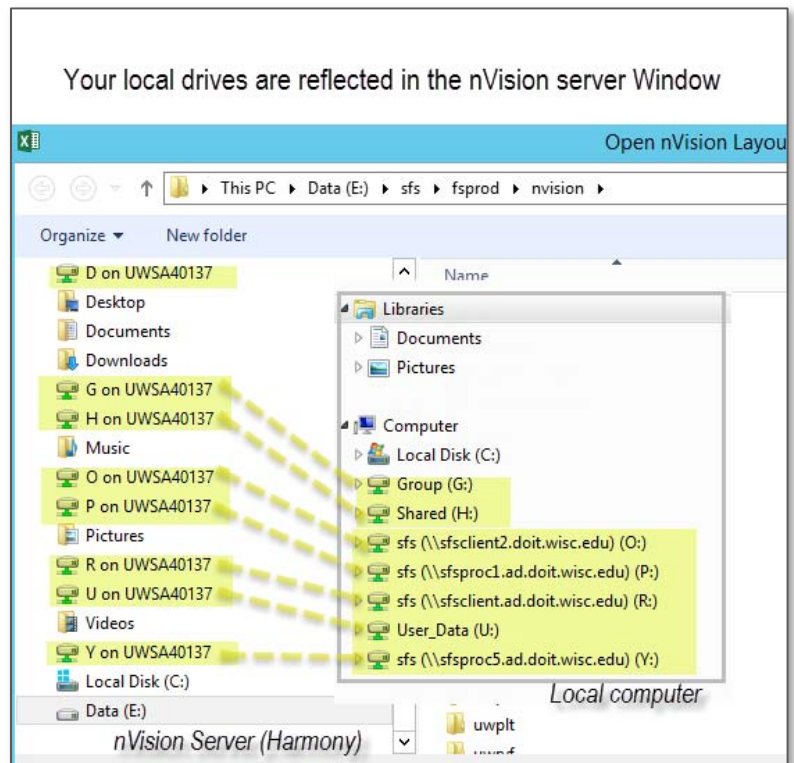 Your local drives are reflected in the nVision server Window
Open nVision Layou
This PC Data (E:) sfs fsprod nvision
Organize New folder
Name
D on UWSA40137
Desktop
Documents
Downloads
G on UWSA40137
H on UWSA40137
Music
O on UWSA40137
P on UWSA40137
Pictures
R on UWSA40137
U on UWSA40137
Videos
Y on UWSA40137
Local Disk (C:)
Data (E:)
nVision Server (Harmony)
Libraries
Documents
Pictures
Computer
Local Disk (C:)
Group (G:)
Shared (H:)
sfs (\\sfsclient2.doit.wisc.edu) (O:)
sfs (\\sfsproc1.ad.doit.wisc.edu) (P:)
sfs (\\sfsclient.ad.doit.wisc.edu) (R:)
User_Data (U:)
sfs (\\sfsproc5.ad.doit.wisc.edu) (Y:)
Local computer
uwplt